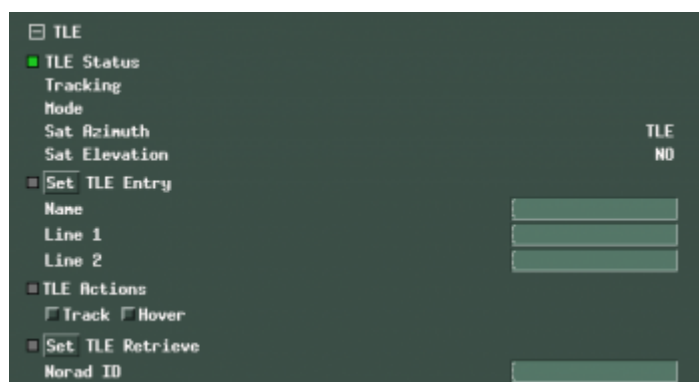 TLE
TLE Status
Tracking
Mode
Sat Azimuth TLE
Sat Elevation NO
Set TLE Entry
Name
Line 1
Line 2
TLE Actions
Track Hover
Set TLE Retrieve
Norad ID